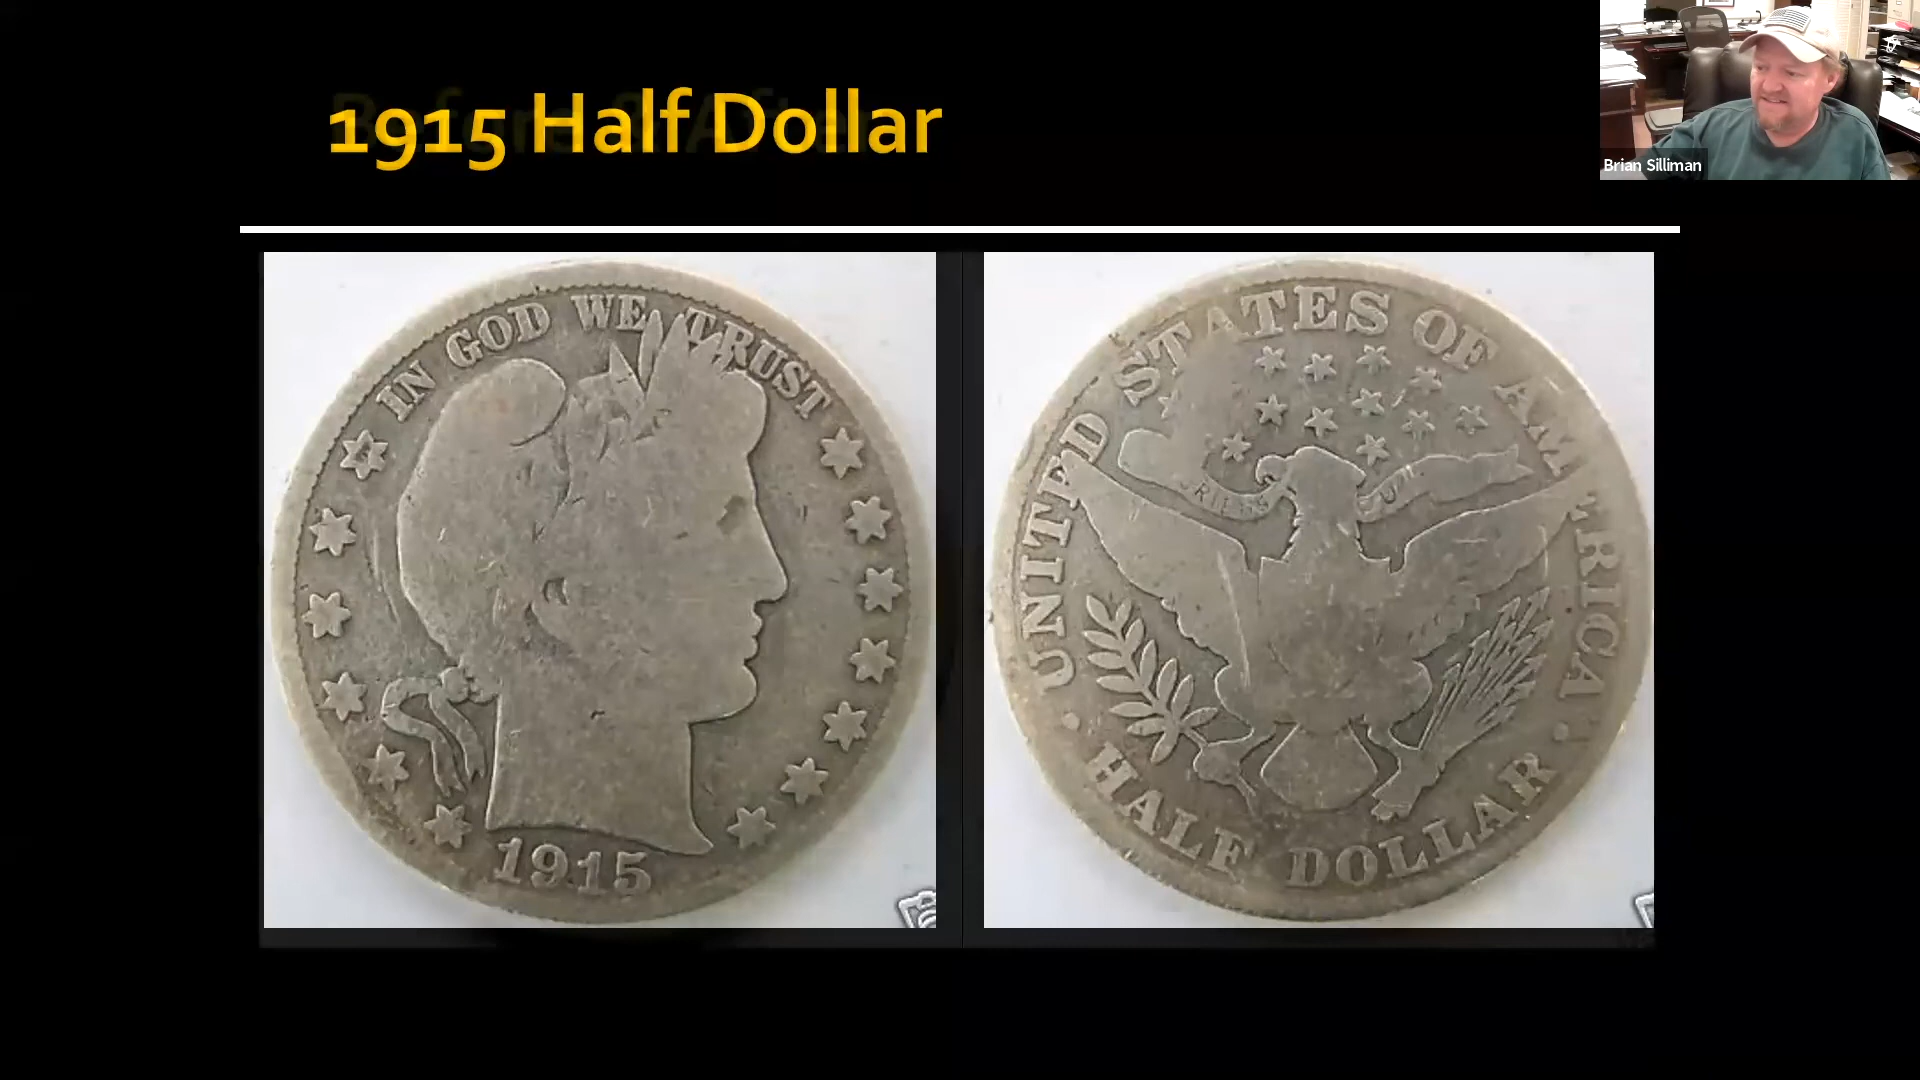 1915 Half Dollar
Brian Silliman
IN GOD WE TRUST
1915
UNITED STATES OF AMERICA
HALF DOLLAR